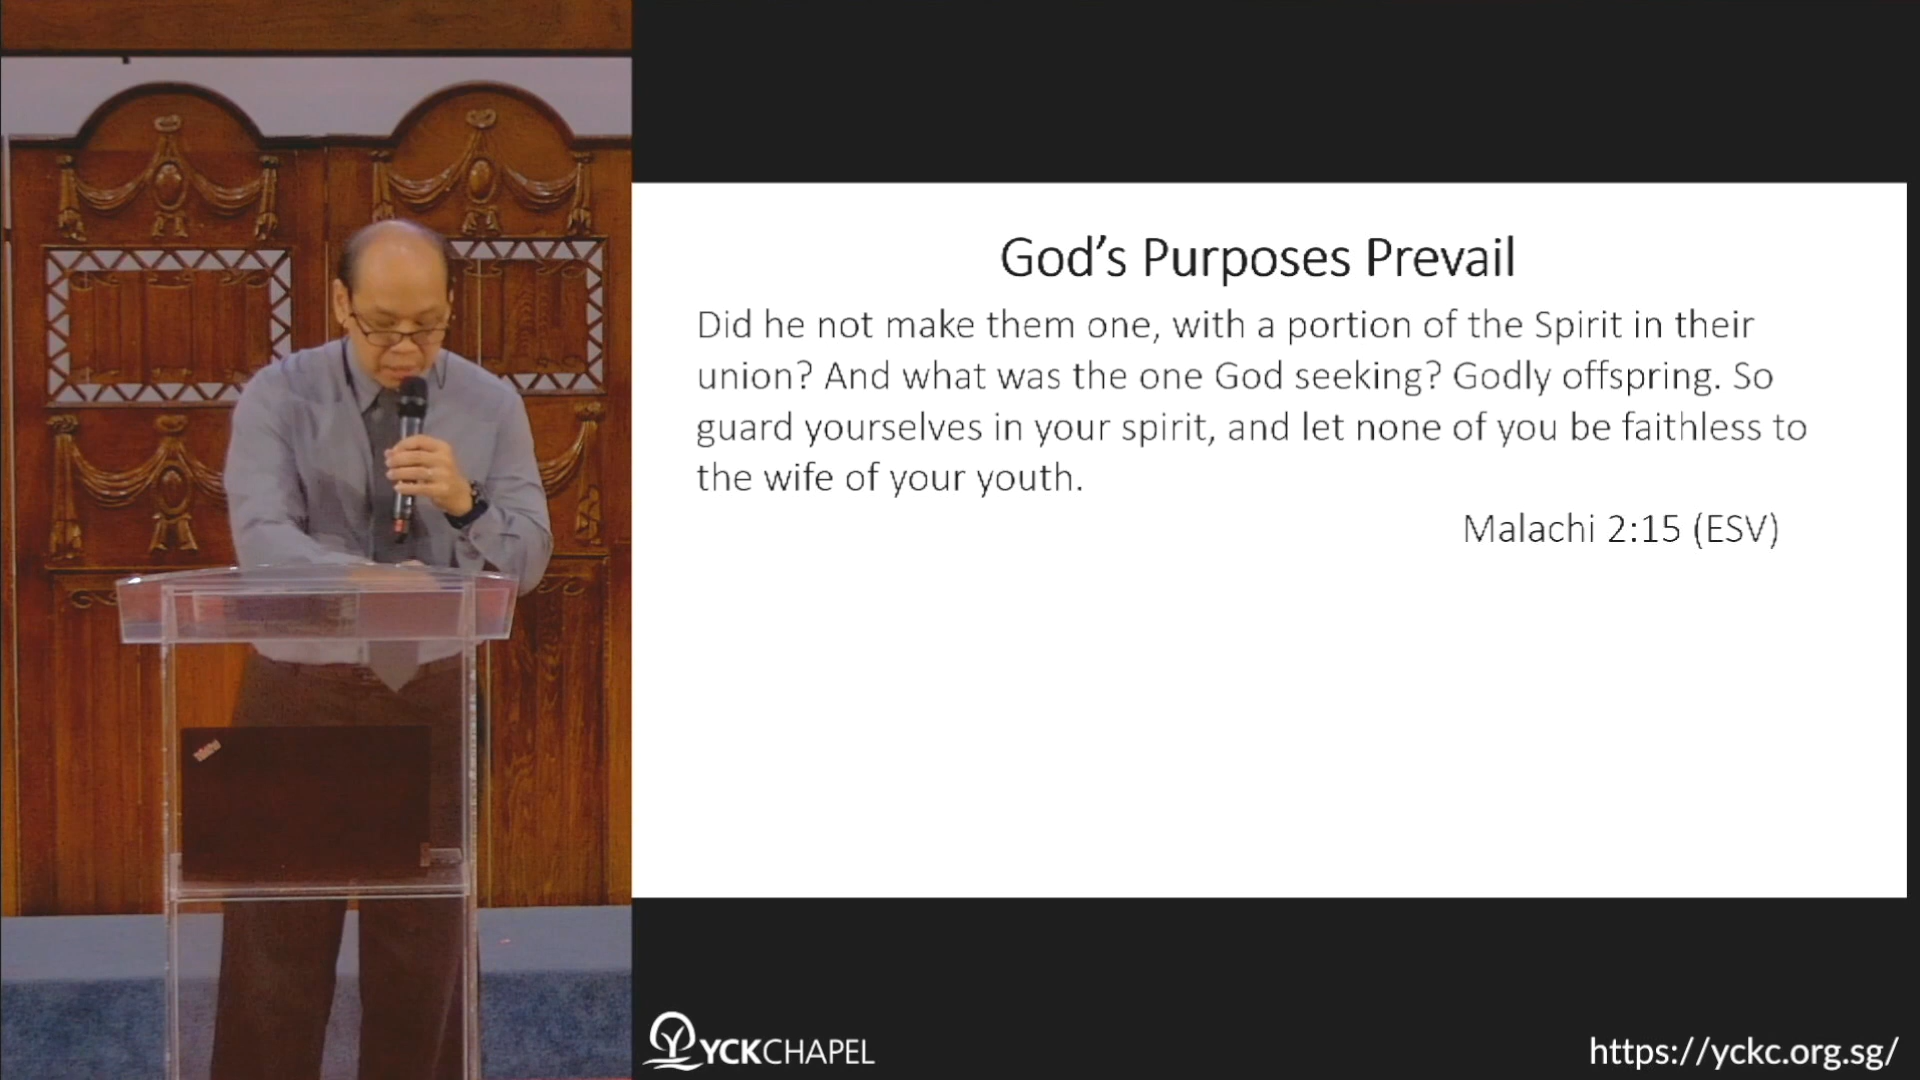 God's Purposes Prevail
Did he not make them one, with a portion of the Spirit in their
union? And what was the one God seeking? Godly offspring. So
guard yourselves in your spirit, and let none of you be faithless to
the wife of your youth.
Malachi 2:15 (ESV)
YCKCHAPEL
https://yckc.org.sg/